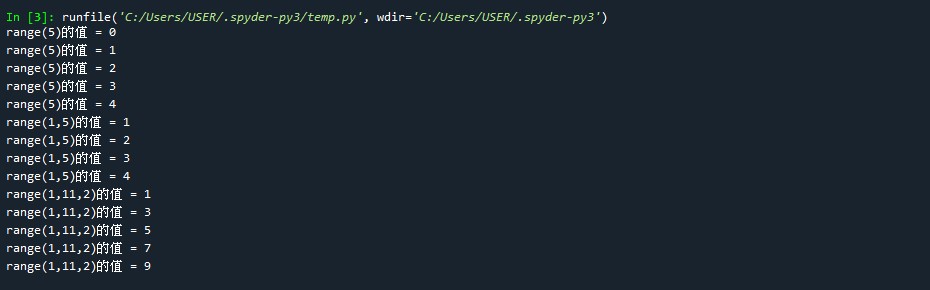 In [3]: runfile('C:/Users/USER/.spyder-py3/temp.py', wdir='C:/Users/USER/.spyder-py3')
range(5)的值 = 0
range(5)的值 = 1
range(5)的值 = 2
range(5)的值 = 3
range(5)的值 = 4
range(1,5)的值 = 1
range(1,5)的值 = 2
range(1,5)的值 = 3
range(1,5)的值 = 4
range(1,11,2)的值 = 1
range(1,11,2)的值 = 3
range(1,11,2)的值 = 5
range(1,11,2)的值 = 7
range(1,11,2)的值 = 9